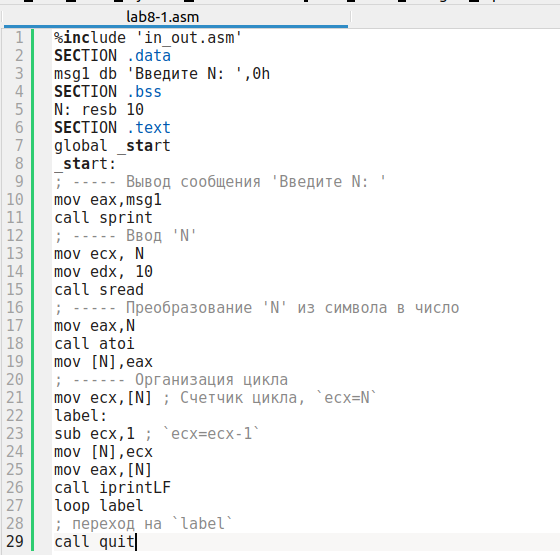 lab8-1.asm
1 %include 'in_out.asm'
2 SECTION .data
3 msg1 db 'Введите N: ',0h
4 SECTION .bss
5 N: resb 10
6 SECTION .text
7 global _start
8 _start:
9 ; ----- Вывод сообщения 'Введите N: '
10 mov eax,msg1
11 call sprint
12 ; ----- Ввод 'N'
13 mov ecx, N
14 mov edx, 10
15 call sread
16 ; ----- Преобразование 'N' из символа в число
17 mov eax,N
18 call atoi
19 mov [N],eax
20 ; ------ Организация цикла
21 mov ecx,[N] ; Счетчик цикла, `ecx=N`
22 label:
23 sub ecx,1 ; `ecx=ecx-1`
24 mov [N],ecx
25 mov eax,[N]
26 call iprintLF
27 loop label
28 ; переход на `label`
29 call quit